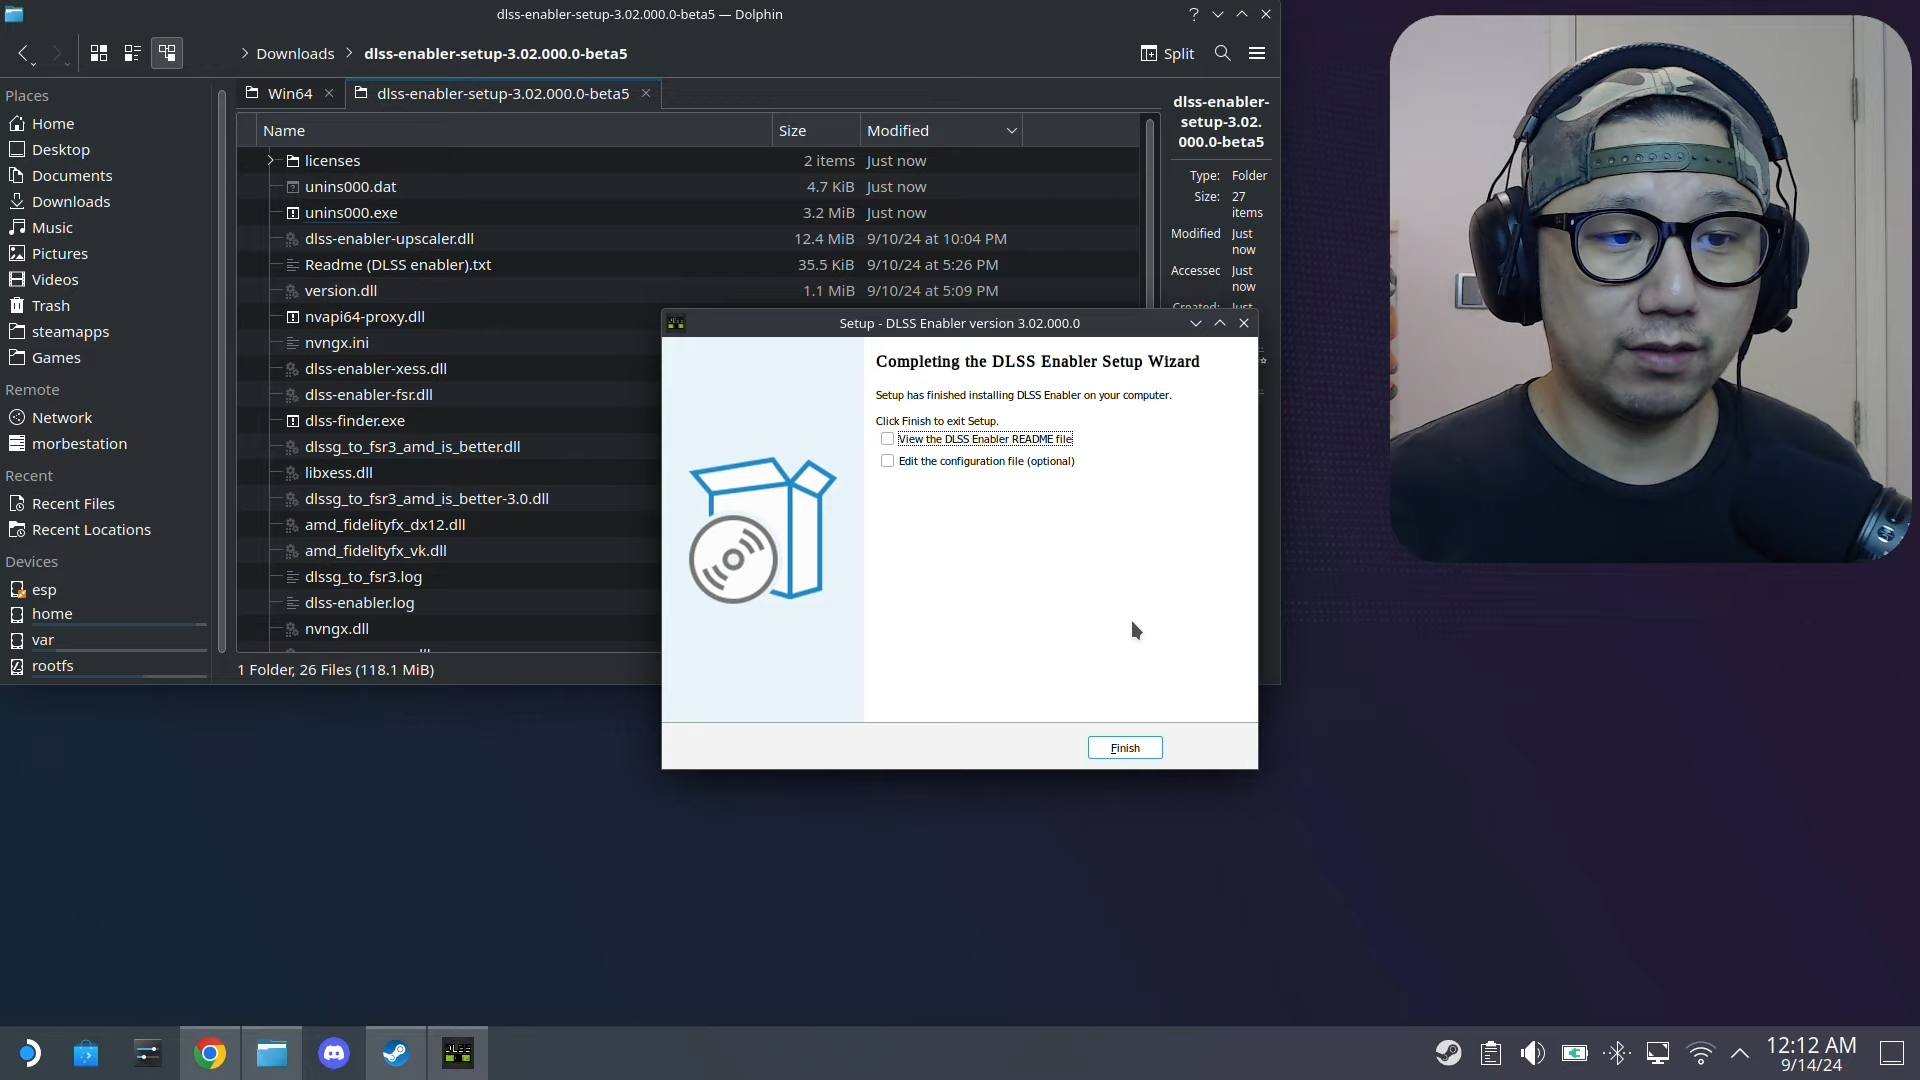 dlss-enabler-setup-3.02.000.0-beta5 — Dolphin
Downloads
dlss-enabler-setup-3.02.000.0-beta5
Split
Places
Home
Desktop
Documents
Downloads
Music
Pictures
Videos
Trash
steamapps
Games
Remote
Network
morbestation
Recent
Recent Files
Recent Locations
Devices
esp
home
var
rootfs
Win64
dlss-enabler-setup-3.02.000.0-beta5
Name Size Modified
licenses 2 items Just now
unins000.dat 4.7 KiB Just now
unins000.exe 3.2 MiB Just now
dlss-enabler-upscaler.dll 12.4 MiB 9/10/24 at 10:04 PM
Readme (DLSS enabler).txt 35.5 KiB 9/10/24 at 5:26 PM
version.dll 1.1 MiB 9/10/24 at 5:09 PM
nvapi64-proxy.dll
nvngx.ini
dlss-enabler-xess.dll
dlss-enabler-fsr.dll
dlss-finder.exe
dlssg_to_fsr3_amd_is_better.dll
libxess.dll
dlssg_to_fsr3_amd_is_better-3.0.dll
amd_fidelityfx_dx12.dll
amd_fidelityfx_vk.dll
dlssg_to_fsr3.log
dlss-enabler.log
nvngx.dll
1 Folder, 26 Files (118.1 MiB)
dlss-enabler-
setup-3.02.
000.0-beta5
Type: Folder
Size: 27
items
Modified Just
now
Accessed Just
now
Created: Just
Setup - DLSS Enabler version 3.02.000.0
Completing the DLSS Enabler Setup Wizard
Setup has finished installing DLSS Enabler on your computer.
Click Finish to exit Setup.
View the DLSS Enabler README file
Edit the configuration file (optional)
Finish
DLSS
12:12 AM
9/14/24